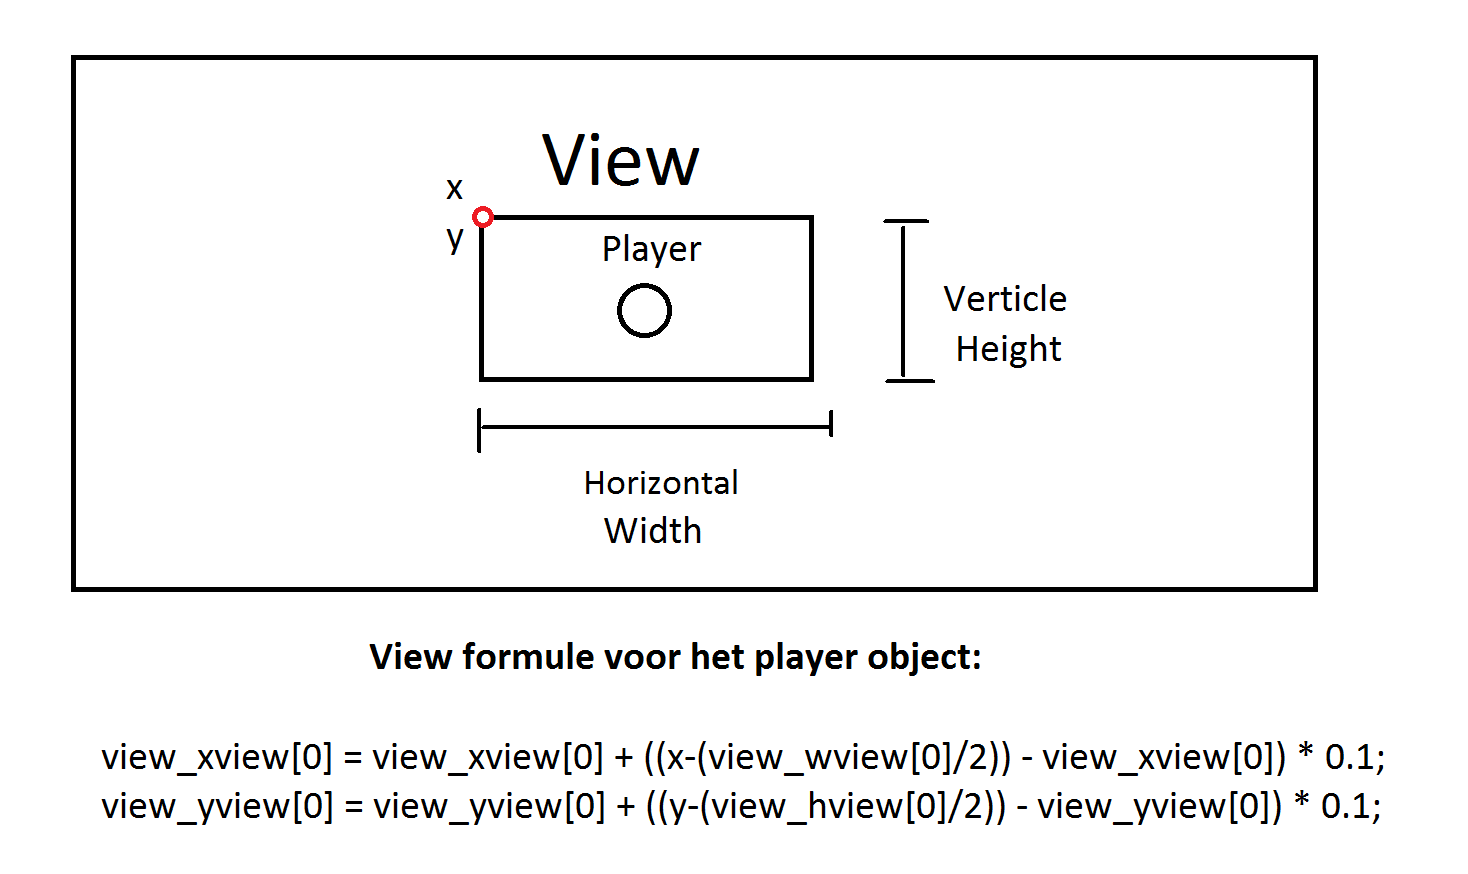 View
x
y
Player
Verticle
Height
Horizontal
Width
View formule voor het player object:
view_xview[0] = view_xview[0] + ((x-(view_wview[0]/2)) - view_xview[0]) * 0.1;
view_yview[0] = view_yview[0] + ((y-(view_hview[0]/2)) - view_yview[0]) * 0.1;